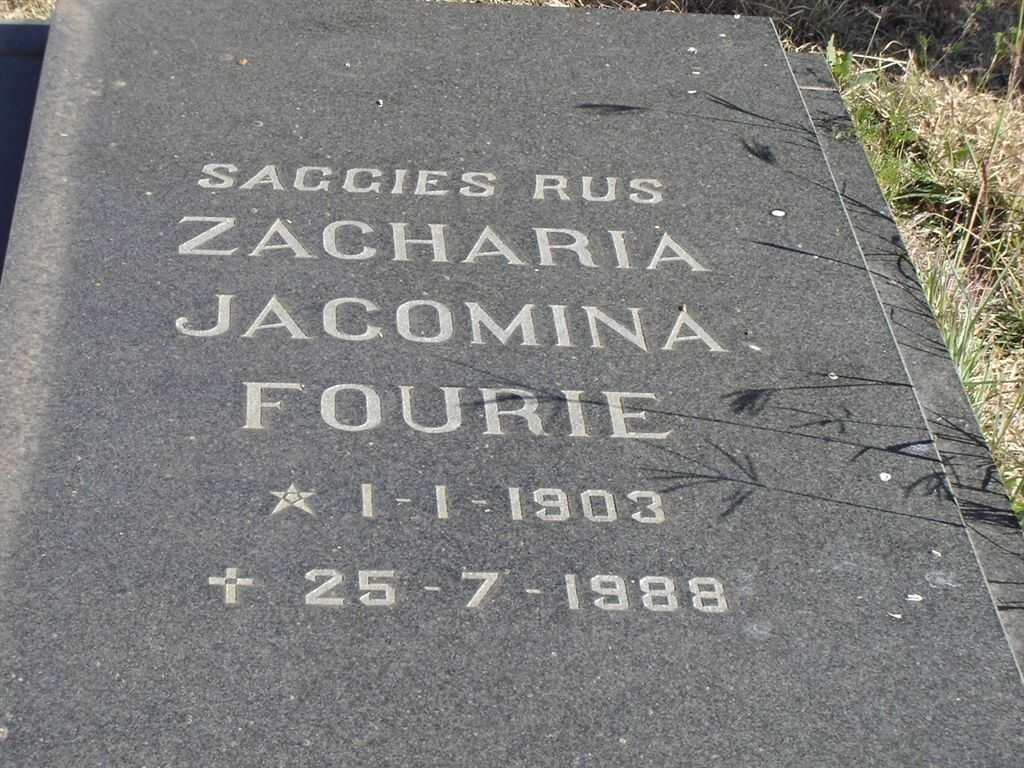 SAGGIES RUS
ZACHARIA
JACOMINA
FOURIE
★ 1-1-1903
✝ 25-7-1988